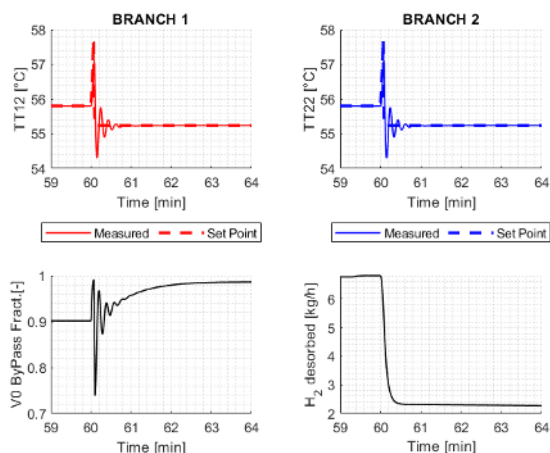 BRANCH 1
BRANCH 2
58
57
56
55
54
TT12 [°C]
59 60 61 62 63 64
Time [min]
58
57
56
55
54
TT22 [°C]
59 60 61 62 63 64
Time [min]
Measured Set Point
Measured Set Point
1
0.9
0.8
0.7
V0 ByPass Fract.[-]
59 60 61 62 63 64
Time [min]
6
5
4
3
2
H2 desorbed [kg/h]
59 60 61 62 63 64
Time [min]